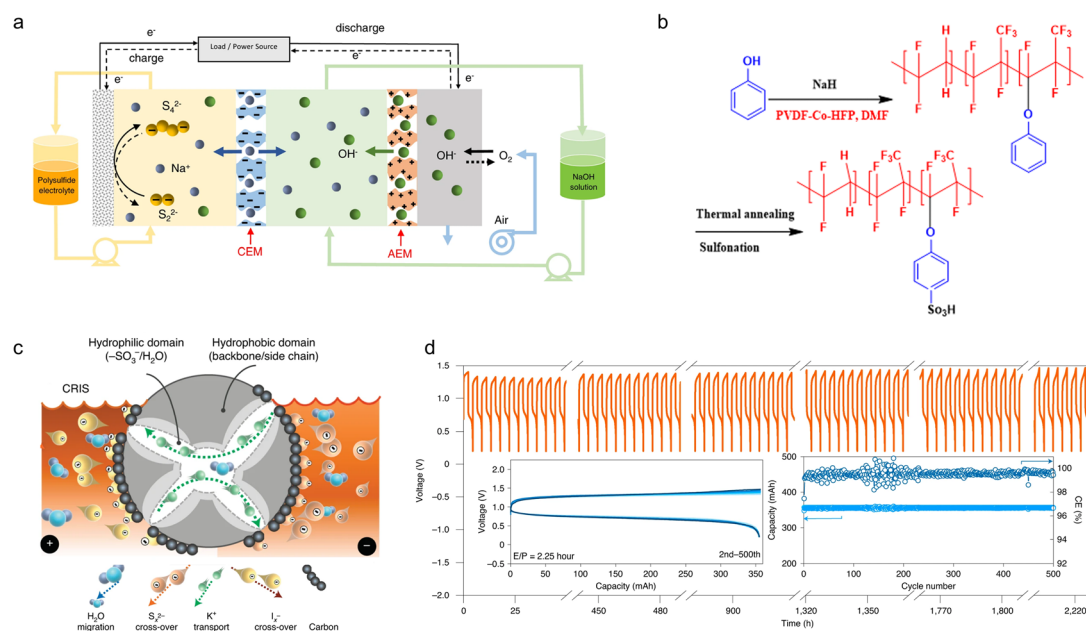 a
e-
discharge
Load / Power Source
charge
e-
e-
e-
S₄²⁻
Na⁺
S₂²⁻
Polysulfide
electrolyte
OH⁻
OH⁻
O₂
Air
NaOH
solution
CEM
AEM
b
OH
NaH
PVDF-Co-HFP, DMF
F
H
F
CF₃
F
CF₃
F
H
F
F
F
O
Thermal annealing
Sulfonation
F
H
F
F₃C
F
F₃C
F
H
F
F
F
O
So₃H
c
Hydrophilic domain
(–SO₃⁻/H₂O)
Hydrophobic domain
(backbone/side chain)
CRIS
+
–
H₂O
migration
Sₓ²⁻
cross-over
K⁺
transport
Iₓ⁻
cross-over
Carbon
d
Voltage (V)
1.5
1.0
0.5
0
−0.5
−1.0
−1.5
−2.0
Voltage (V)
2.0
1.5
1.0
0.5
0
−0.5
E/P = 2.25 hour
2nd–500th
0 50 100 150 200 250 300 350
Capacity (mAh)
Capacity (mAh)
500
400
300
200
100
98
96
94
92
CE (%)
0 100 200 300 400 500
Cycle number
0 25 450 480 900 1,320 1,350 1,770 1,800 2,220
Time (h)